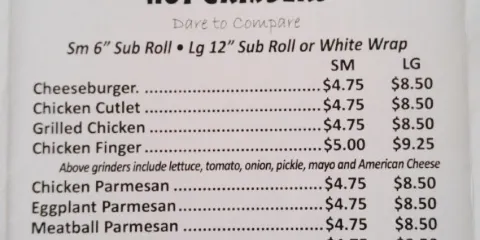 Dare to Compare
Sm 6" Sub Roll • Lg 12" Sub Roll or White Wrap
SM LG
Cheeseburger. ................................ $4.75 $8.50
Chicken Cutlet ................................ $4.75 $8.50
Grilled Chicken ............................... $4.75 $8.50
Chicken Finger ................................ $5.00 $9.25
Above grinders include lettuce, tomato, onion, pickle, mayo and American Cheese
Chicken Parmesan ........................... $4.75 $8.50
Eggplant Parmesan .......................... $4.75 $8.50
Meatball Parmesan .......................... $4.75 $8.50